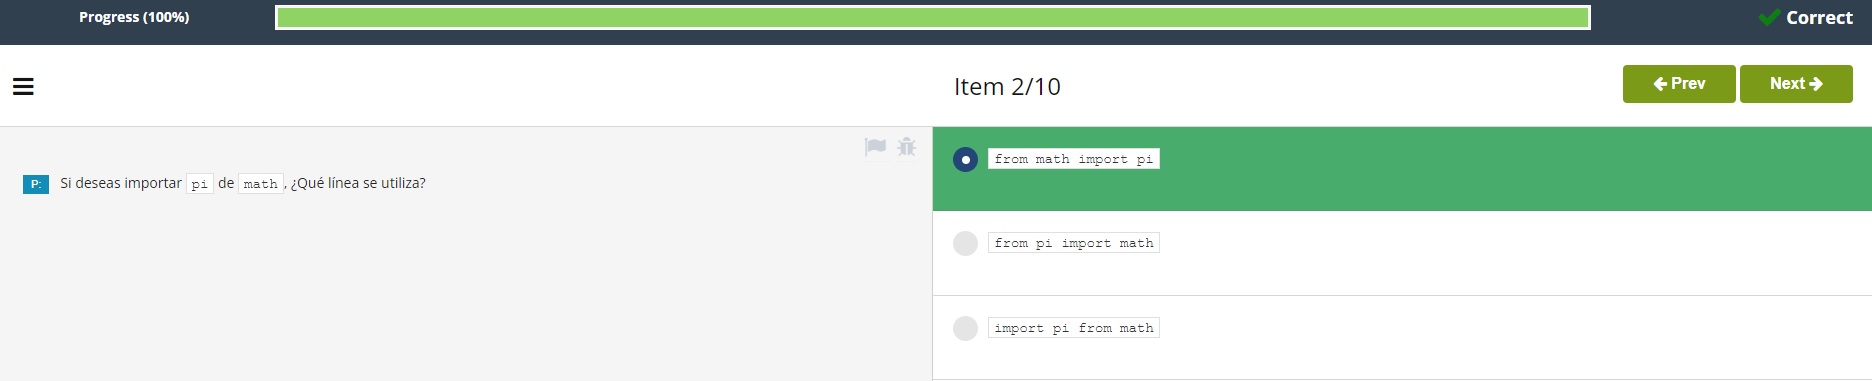 Progress (100%)
Correct
Item 2/10
Prev
Next
P: Si deseas importar pi de math, ¿Qué línea se utiliza?
from math import pi
from pi import math
import pi from math